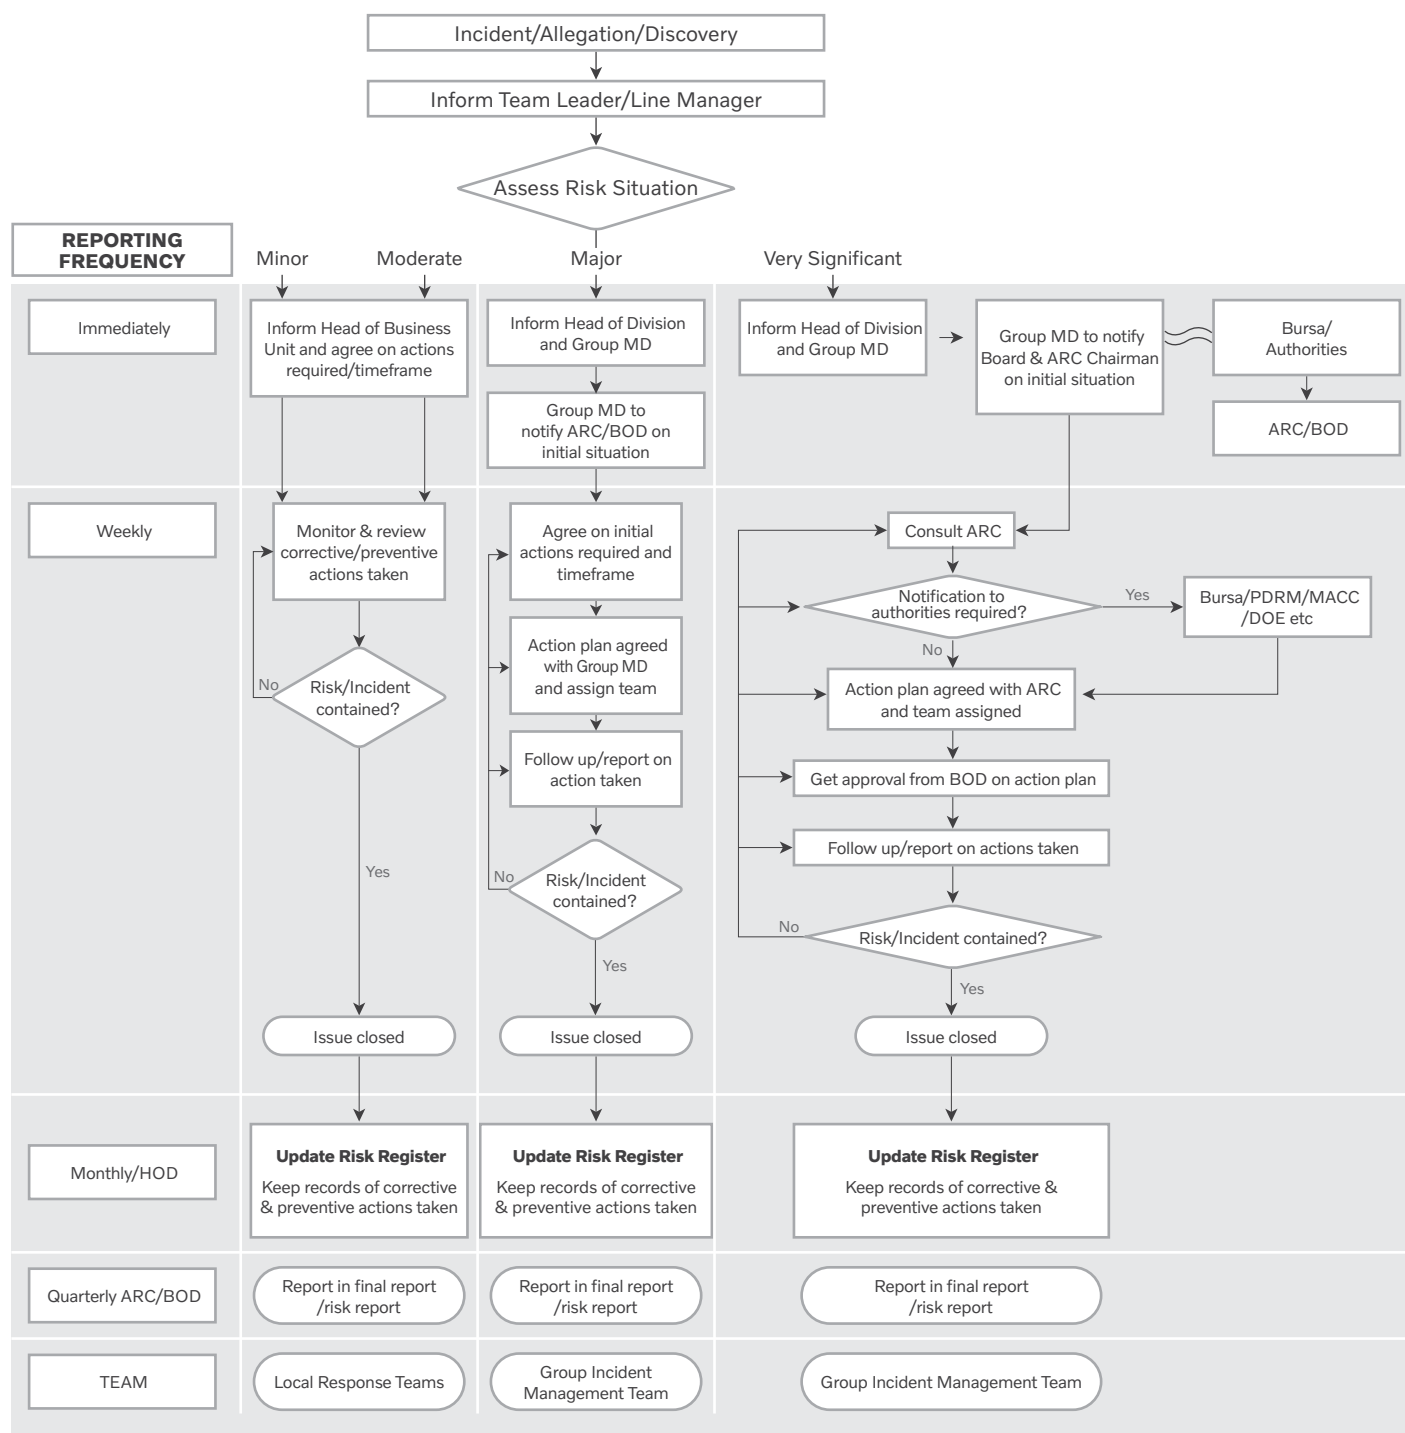 Incident/Allegation/Discovery
Inform Team Leader/Line Manager
Assess Risk Situation
REPORTING
FREQUENCY
Minor
Moderate
Major
Very Significant
Immediately
Inform Head of Business
Unit and agree on actions
required/timeframe
Inform Head of Division
and Group MD
Group MD to
notify ARC/BOD on
initial situation
Inform Head of Division
and Group MD
Group MD to notify
Board & ARC Chairman
on initial situation
Bursa/
Authorities
ARC/BOD
Weekly
Monitor & review
corrective/preventive
actions taken
No
Risk/Incident
contained?
Yes
Issue closed
Agree on initial
actions required and
timeframe
Action plan agreed
with Group MD
and assign team
Follow up/report on
action taken
No
Risk/Incident
contained?
Yes
Issue closed
Consult ARC
Notification to
authorities required?
Yes
Bursa/PDRM/MACC
/DOE etc
No
Action plan agreed with ARC
and team assigned
Get approval from BOD on action plan
Follow up/report on actions taken
No
Risk/Incident contained?
Yes
Issue closed
Monthly/HOD
Update Risk Register
Keep records of corrective
& preventive actions taken
Update Risk Register
Keep records of corrective
& preventive actions taken
Update Risk Register
Keep records of corrective &
preventive actions taken
Quarterly ARC/BOD
Report in final report
/risk report
Report in final report
/risk report
Report in final report
/risk report
TEAM
Local Response Teams
Group Incident
Management Team
Group Incident Management Team